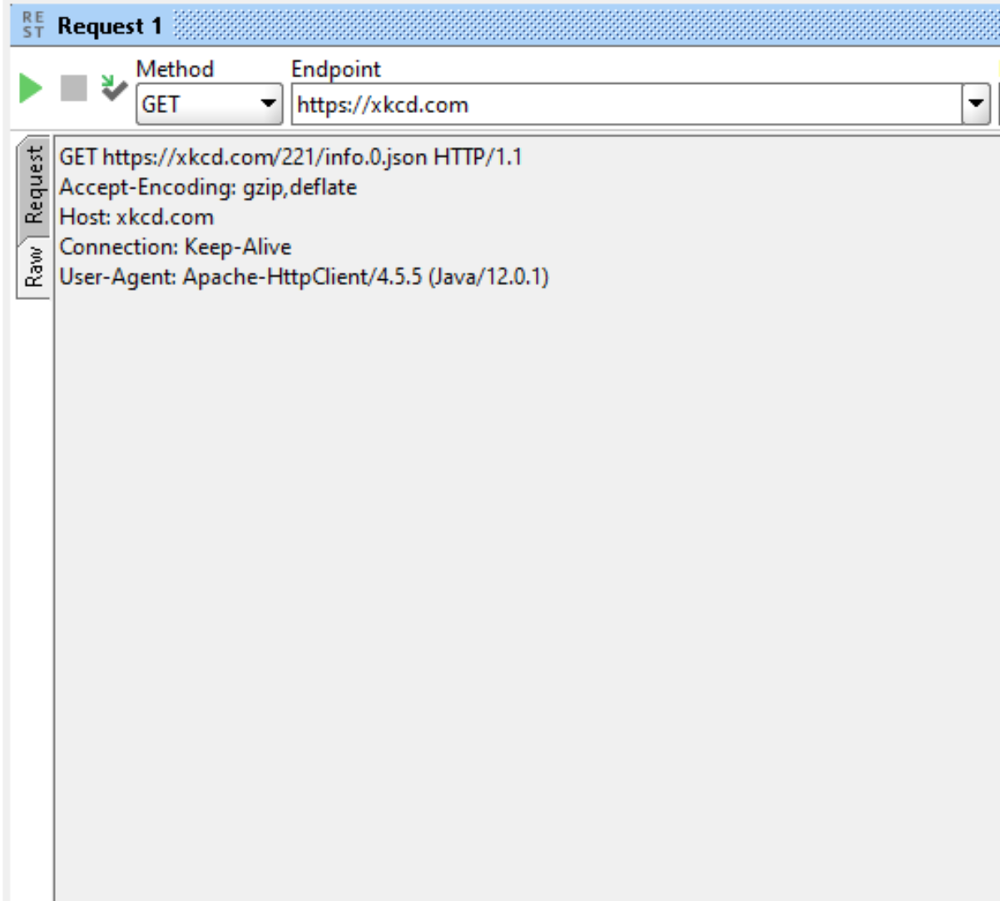 RE
ST
Request 1
Method
Endpoint
GET
https://xkcd.com
Request
Raw
GET https://xkcd.com/221/info.0.json HTTP/1.1
Accept-Encoding: gzip,deflate
Host: xkcd.com
Connection: Keep-Alive
User-Agent: Apache-HttpClient/4.5.5 (Java/12.0.1)